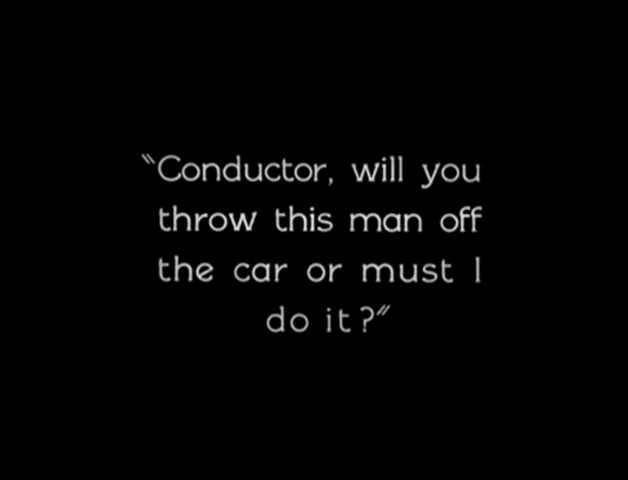 "Conductor, will you
throw this man off
the car or must I
do it?"